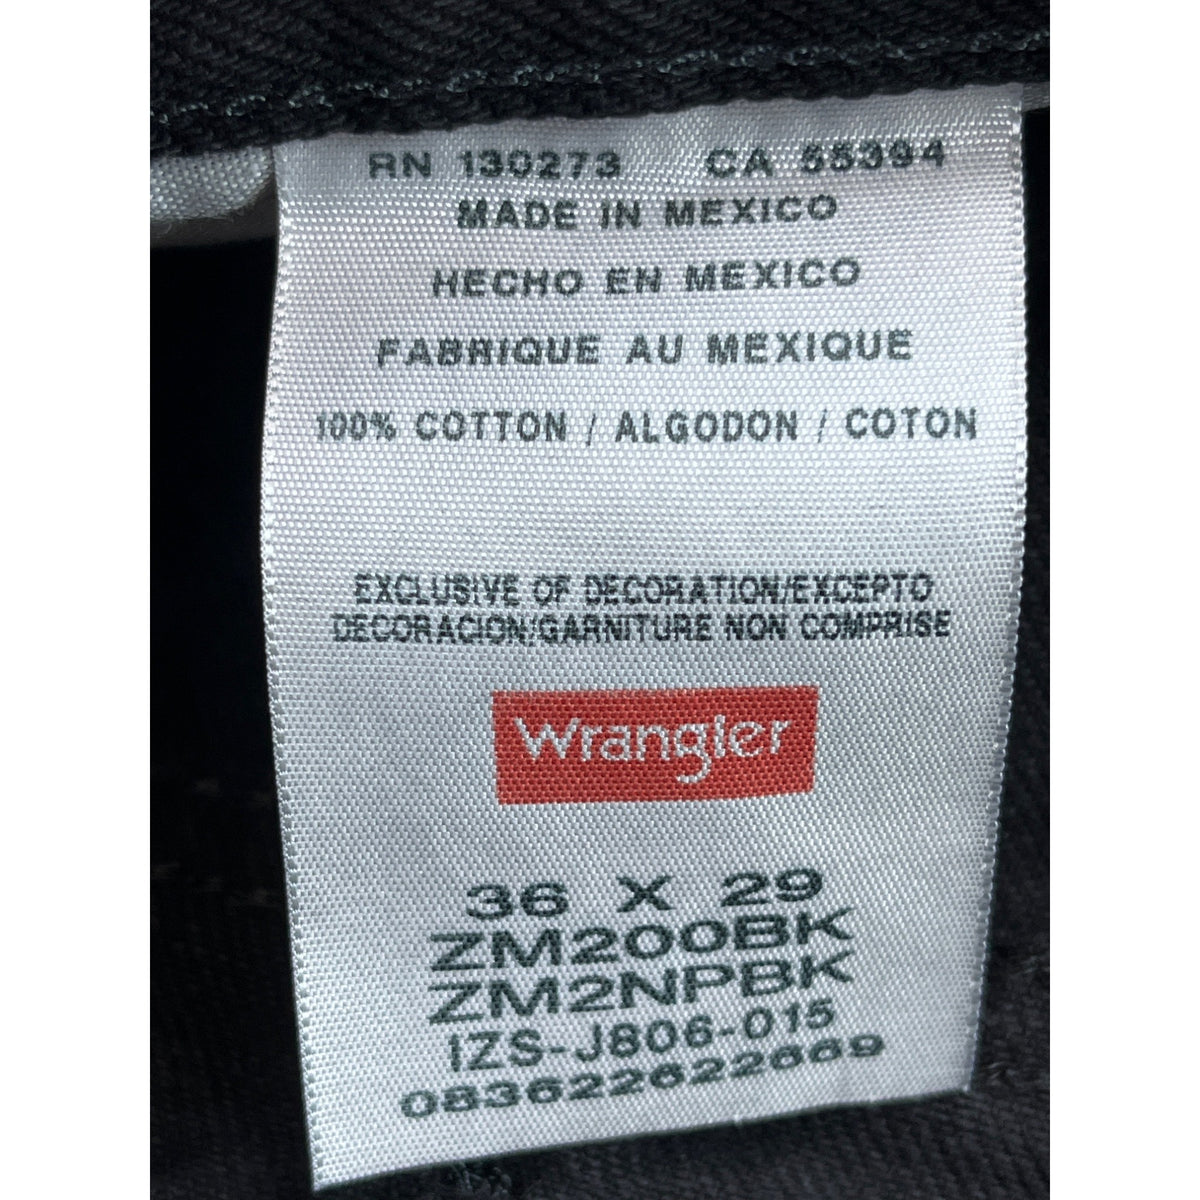 RN 130273 CA 55394
MADE IN MEXICO
HECHO EN MEXICO
FABRIQUE AU MEXIQUE
100% COTTON / ALGODON / COTON
EXCLUSIVE OF DECORATION/EXCEPTO
DECORACION/GARNITURE NON COMPRISE
Wrangler
36 X 29
ZM200BK
ZM2NPBK
IZS-J806-015
083622622669